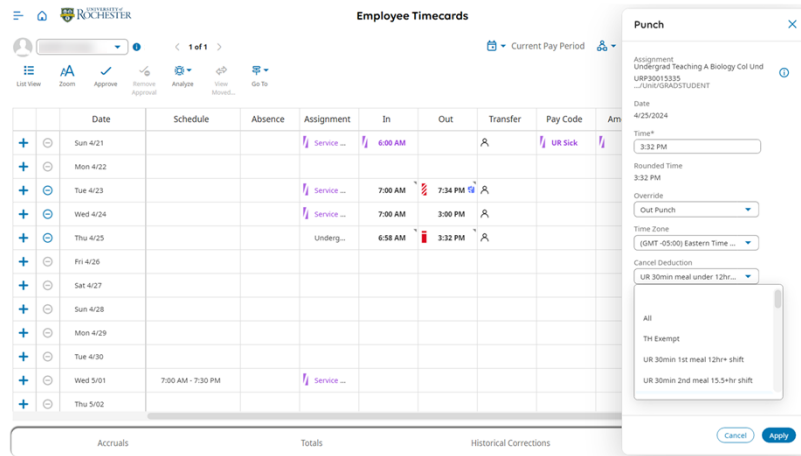 UNIVERSITY of
ROCHESTER
Employee Timecards
1 of 1
Current Pay Period
List View
Zoom
Approve
Remove
Approval
Analyze
View
Moved...
Go To
Date Schedule Absence Assignment In Out Transfer Pay Code Am
Sun 4/21 Service ... 6:00 AM UR Sick
Mon 4/22
Tue 4/23 Service ... 7:00 AM 7:34 PM
Wed 4/24 Service ... 7:00 AM 3:00 PM
Thu 4/25 Underg... 6:58 AM 3:32 PM
Fri 4/26
Sat 4/27
Sun 4/28
Mon 4/29
Tue 4/30
Wed 5/01 7:00 AM - 7:30 PM Service ...
Thu 5/02
Accruals Totals Historical Corrections
Punch
Assignment
Undergrad Teaching A Biology Col Und
URP30015335
.../Unit/GRADSTUDENT
Date
4/25/2024
Time*
3:32 PM
Rounded Time
3:32 PM
Override
Out Punch
Time Zone
(GMT -05:00) Eastern Time ...
Cancel Deduction
UR 30min meal under 12hr...
All
TH Exempt
UR 30min 1st meal 12hr+ shift
UR 30min 2nd meal 15.5+hr shift
Cancel Apply